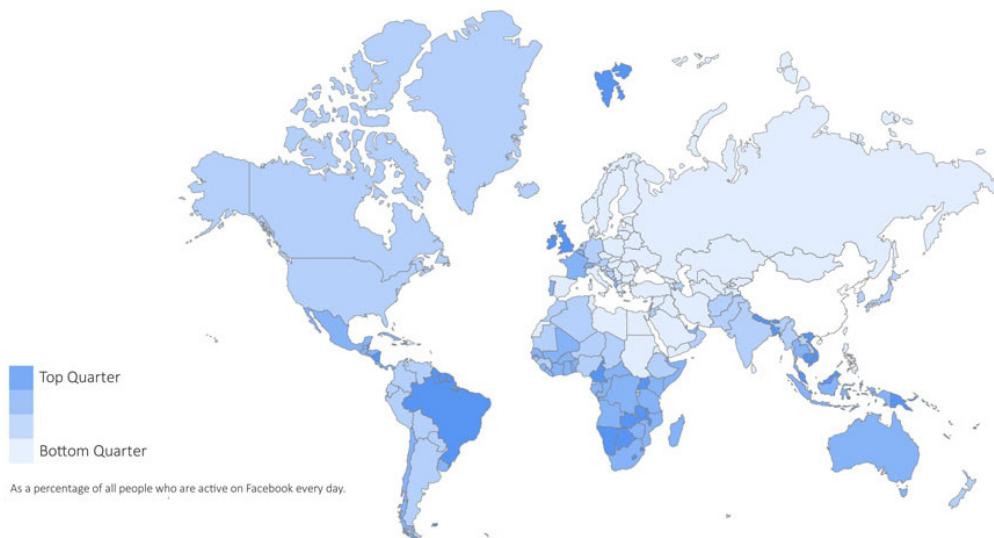 Top Quarter
Bottom Quarter
As a percentage of all people who are active on Facebook every day.